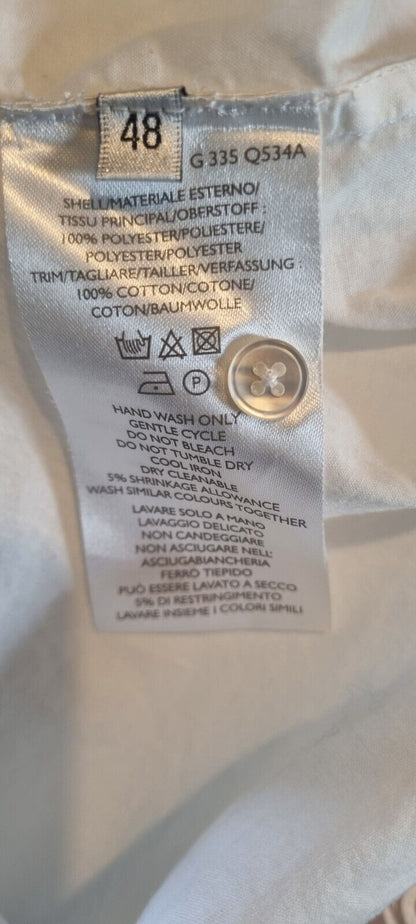 48
G 335 Q534A
SHELL/MATERIALE ESTERNO/
TISSU PRINCIPAL/OBERSTOFF :
100% POLYESTER/POLIESTERE/
POLYESTER/POLYESTER
TRIM/TAGLIARE/TAILLER/VERFASSUNG :
100% COTTON/COTONE/
COTON/BAUMWOLLE
P
HAND WASH ONLY
GENTLE CYCLE
DO NOT BLEACH
DO NOT TUMBLE DRY
COOL IRON
DRY CLEANABLE
5% SHRINKAGE ALLOWANCE
WASH SIMILAR COLOURS TOGETHER
LAVARE SOLO A MANO
LAVAGGIO DELICATO
NON CANDEGGIARE
NON ASCIUGARE NELL:
ASCIUGABIANCHERIA
FERRO TIEPIDO
PUÒ ESSERE LAVATO A SECCO
5% DI RESTRINGIMENTO
LAVARE INSIEME I COLORI SIMILI